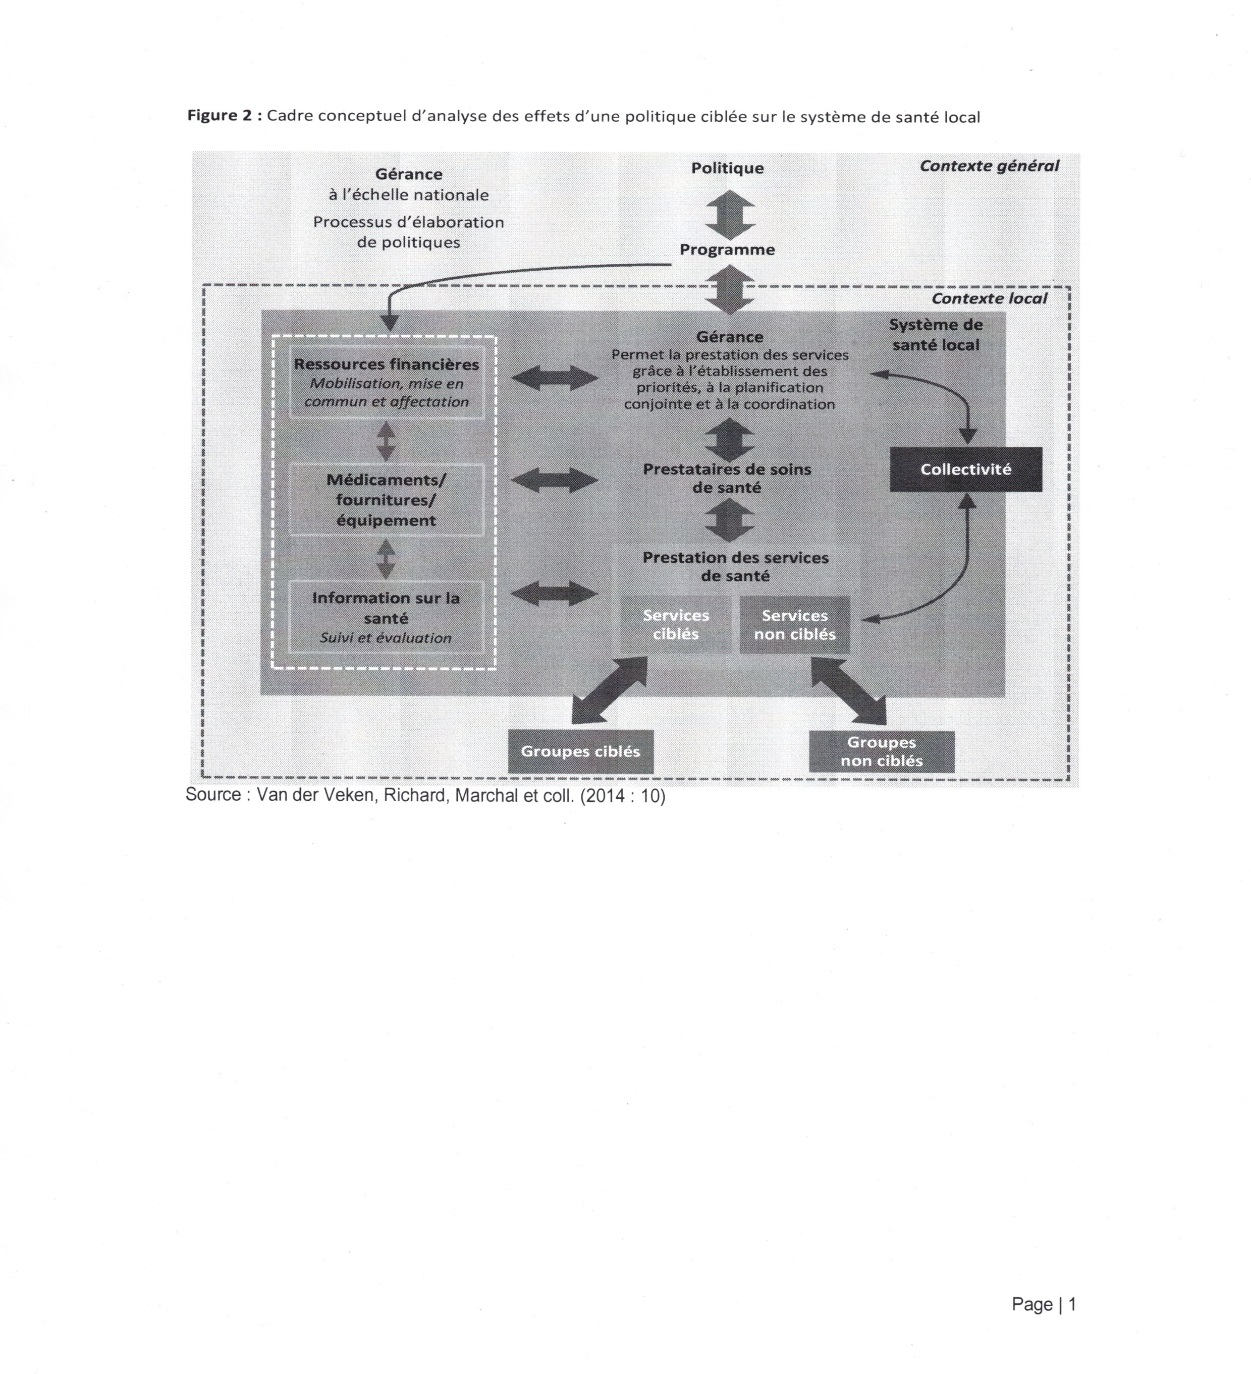 Figure 2 : Cadre conceptuel d'analyse des effets d'une politique ciblée sur le système de santé local
Gérance
à l'échelle nationale
Processus d'élaboration
de politiques
Politique
Contexte général
Programme
Contexte local
Système de
santé local
Gérance
Permet la prestation des services
grâce à l'établissement des
priorités, à la planification
conjointe et à la coordination
Ressources financières
Mobilisation, mise en
commun et affectation
Prestataires de soins
de santé
Collectivité
Médicaments/
fournitures/
équipement
Prestation des services
de santé
Information sur la
santé
Suivi et évaluation
Services
ciblés
Services
non ciblés
Groupes ciblés
Groupes
non ciblés
Source : Van der Veken, Richard, Marchal et coll. (2014 : 10)
Page | 1